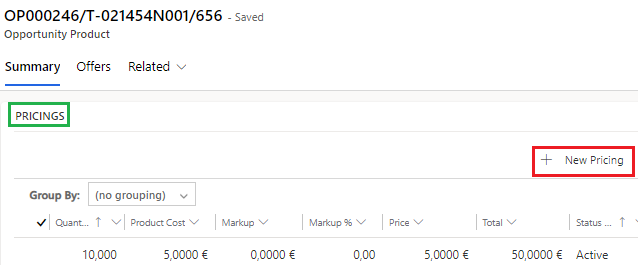 OP000246/T-021454N001/656 - Saved
Opportunity Product
Summary Offers Related
PRICINGS
+ New Pricing
Group By: (no grouping)
Quant... ↑ Product Cost Markup Markup % Price Total Status ... ↑
10,000 5,0000 € 0,0000 € 0,00 5,0000 € 50,0000 € Active